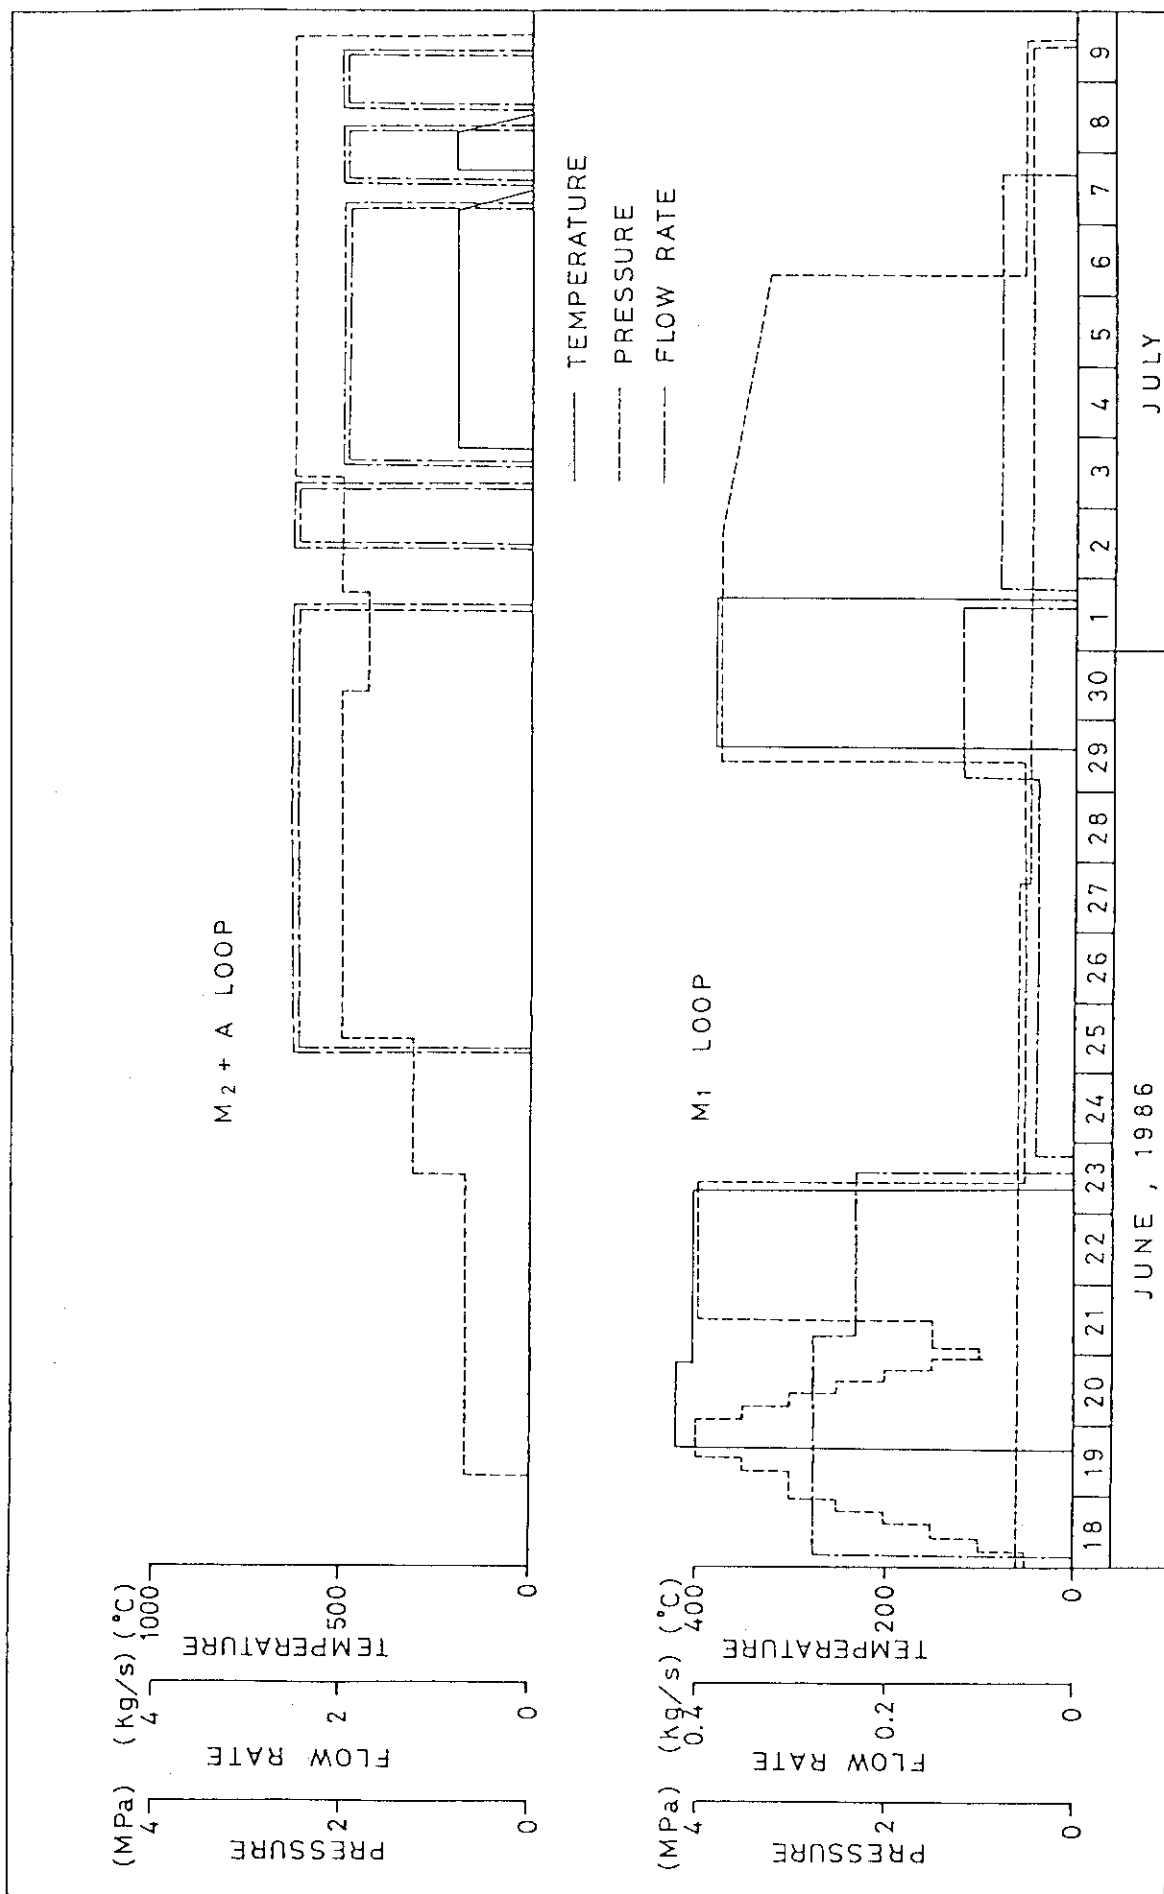 M2 + A LOOP
(MPa)
4
2
0
PRESSURE
(Kg/s)
4
2
0
FLOW RATE
(°C)
1000
500
0
TEMPERATURE
TEMPERATURE
PRESSURE
FLOW RATE
M1 LOOP
(MPa)
4
2
0
PRESSURE
(Kg/s)
0.4
0.2
0
FLOW RATE
(°C)
400
200
0
TEMPERATURE
18 19 20 21 22 23 24 25 26 27 28 29 30 1 2 3 4 5 6 7 8 9
JUNE , 1986 JULY